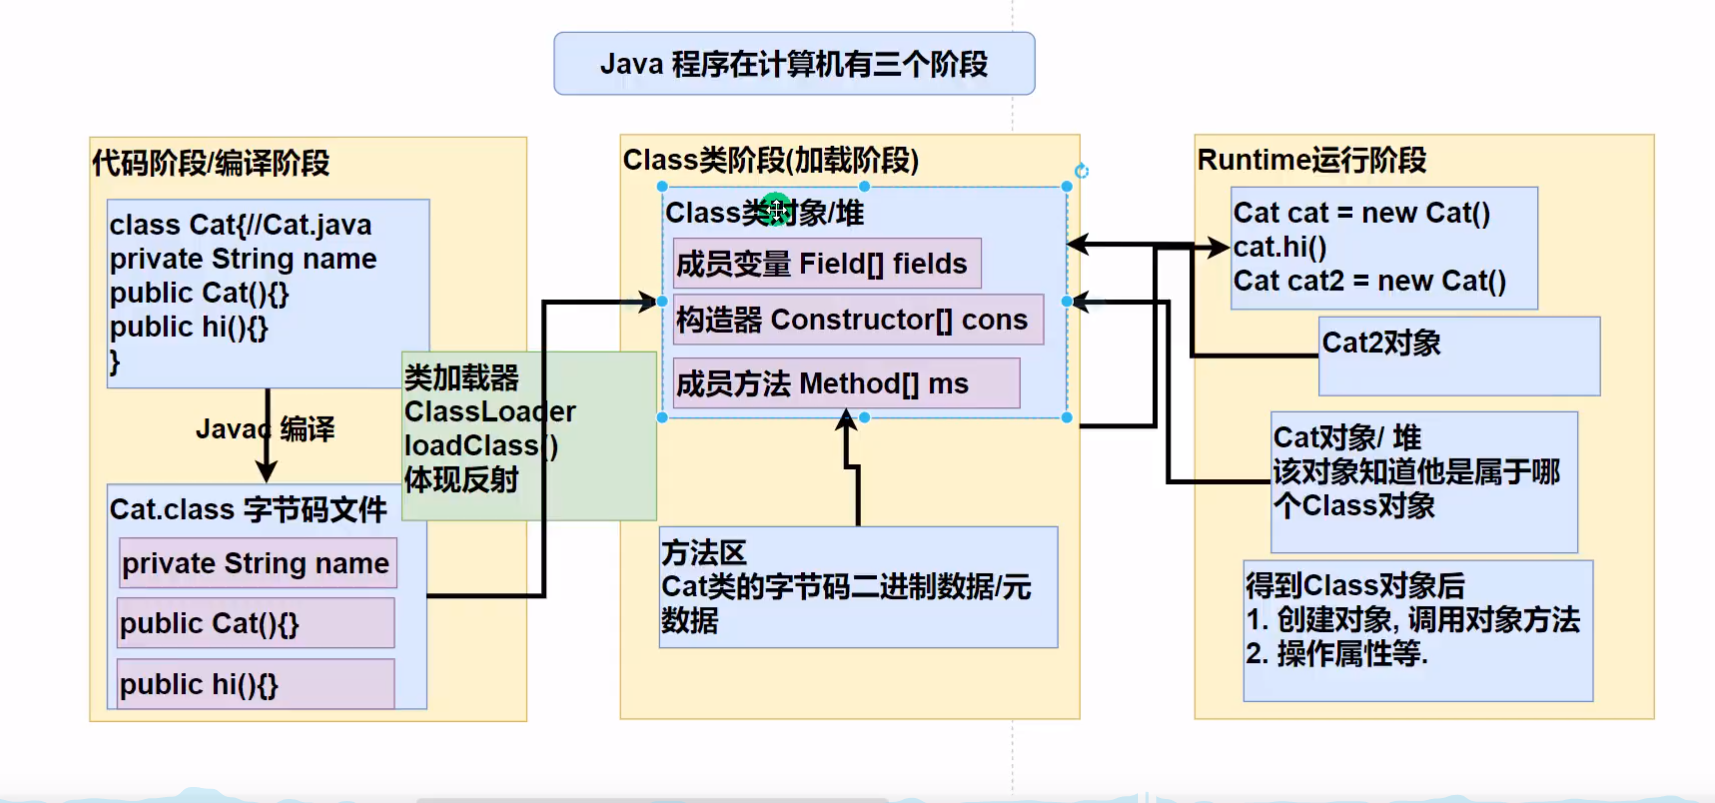 Java 程序在计算机有三个阶段
代码阶段/编译阶段
class Cat{//Cat.java
private String name
public Cat(){}
public hi(){}
}
Javac 编译
Cat.class 字节码文件
private String name
public Cat(){}
public hi(){}
类加载器
ClassLoader
loadClass()
体现反射
Class类阶段(加载阶段)
Class类对象/堆
成员变量 Field[] fields
构造器 Constructor[] cons
成员方法 Method[] ms
方法区
Cat类的字节码二进制数据/元
数据
Runtime运行阶段
Cat cat = new Cat()
cat.hi()
Cat cat2 = new Cat()
Cat2对象
Cat对象/ 堆
该对象知道他是属于哪
个Class对象
得到Class对象后
1. 创建对象, 调用对象方法
2. 操作属性等.